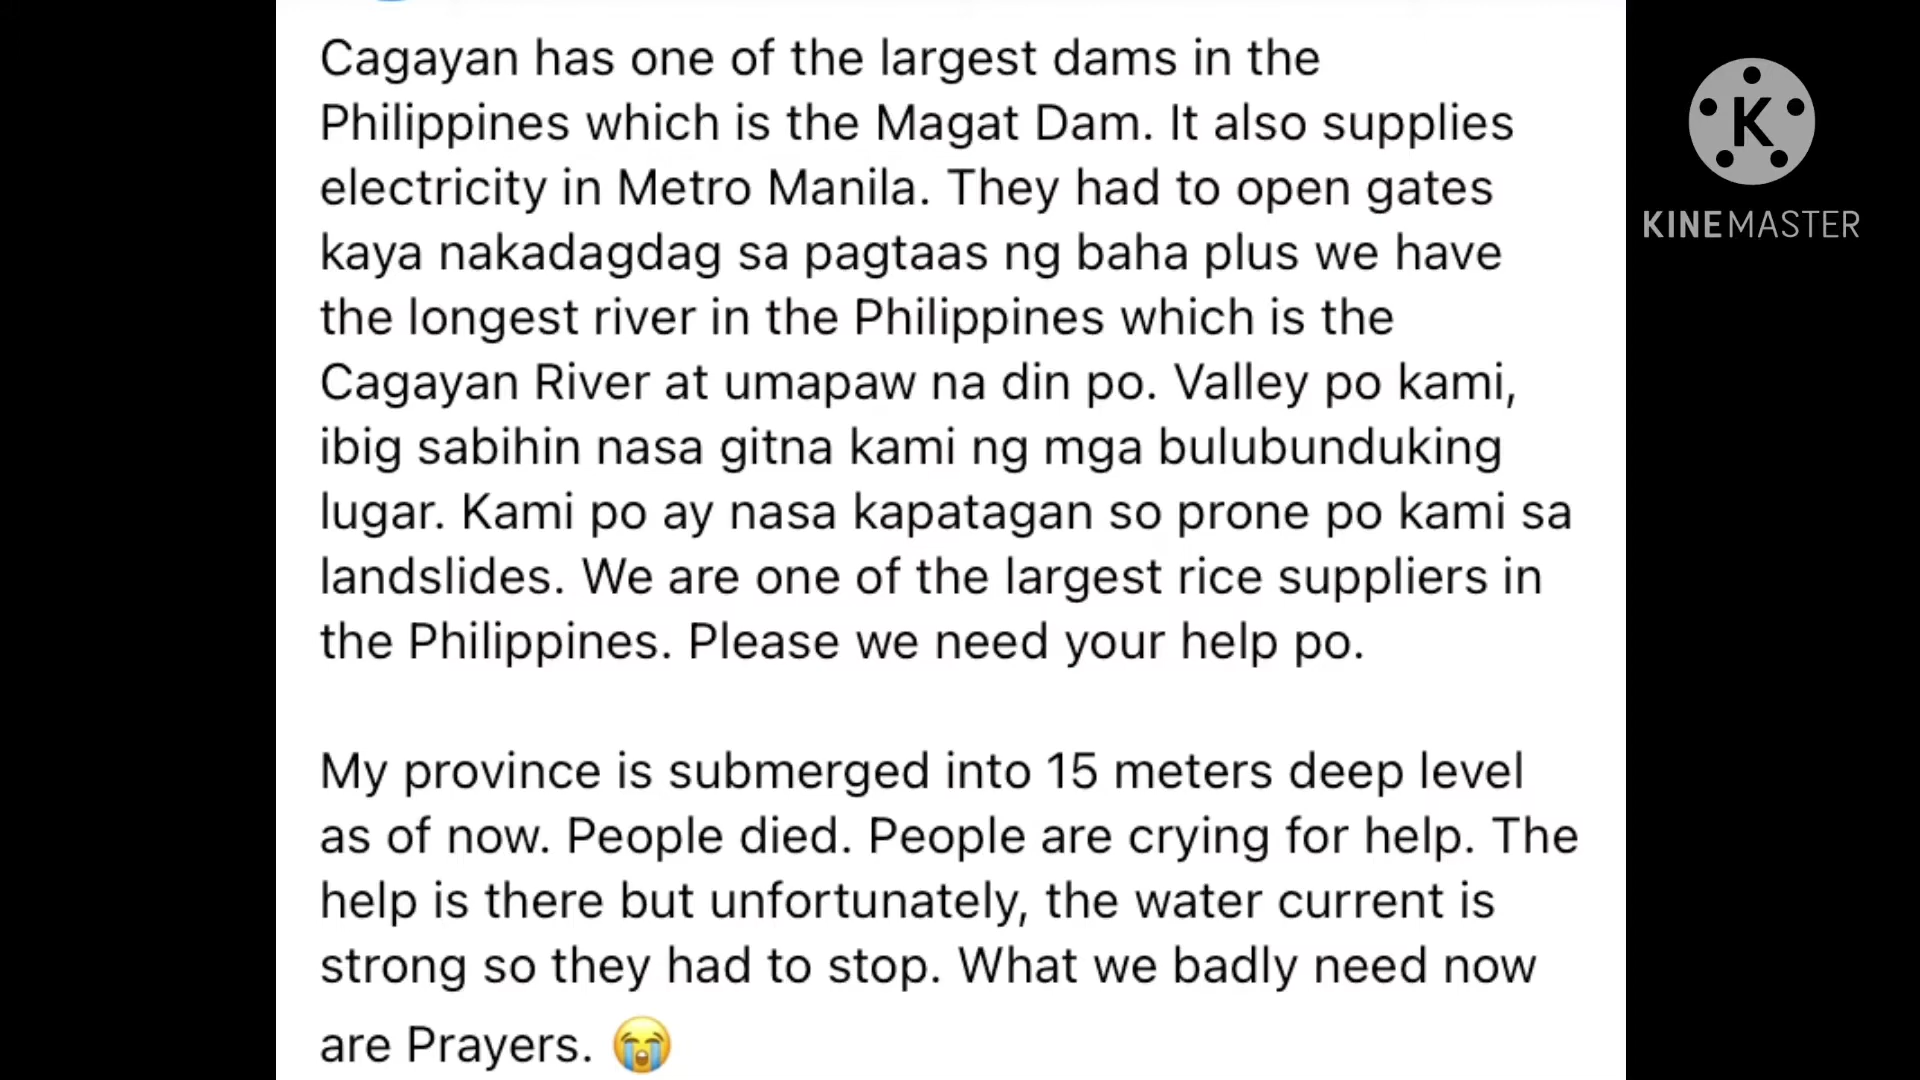 Cagayan has one of the largest dams in the
Philippines which is the Magat Dam. It also supplies
electricity in Metro Manila. They had to open gates
kaya nakadagdag sa pagtaas ng baha plus we have
the longest river in the Philippines which is the
Cagayan River at umapaw na din po. Valley po kami,
ibig sabihin nasa gitna kami ng mga bulubunduking
lugar. Kami po ay nasa kapatagan so prone po kami sa
landslides. We are one of the largest rice suppliers in
the Philippines. Please we need your help po.
My province is submerged into 15 meters deep level
as of now. People died. People are crying for help. The
help is there but unfortunately, the water current is
strong so they had to stop. What we badly need now
are Prayers. 😭
K
KINEMASTER